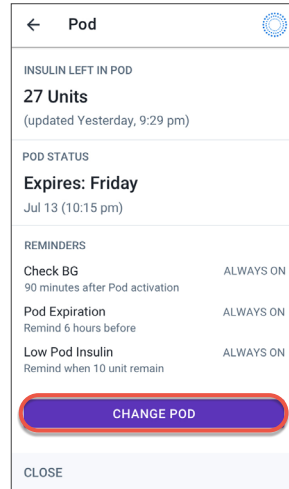 Pod
INSULIN LEFT IN POD
27 Units
(updated Yesterday, 9:29 pm)
POD STATUS
Expires: Friday
Jul 13 (10:15 pm)
REMINDERS
Check BG ALWAYS ON
90 minutes after Pod activation
Pod Expiration ALWAYS ON
Remind 6 hours before
Low Pod Insulin ALWAYS ON
Remind when 10 unit remain
CHANGE POD
CLOSE